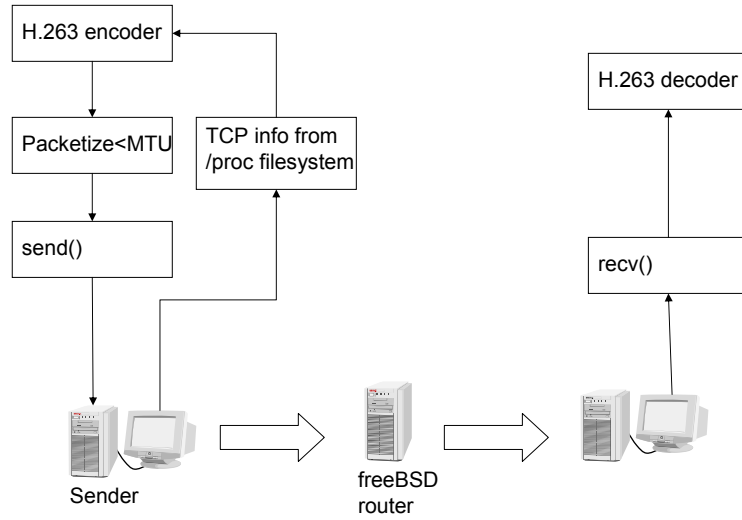 H.263 encoder
Packetize<MTU
send()
TCP info from
/proc filesystem
Sender
freeBSD
router
H.263 decoder
recv()